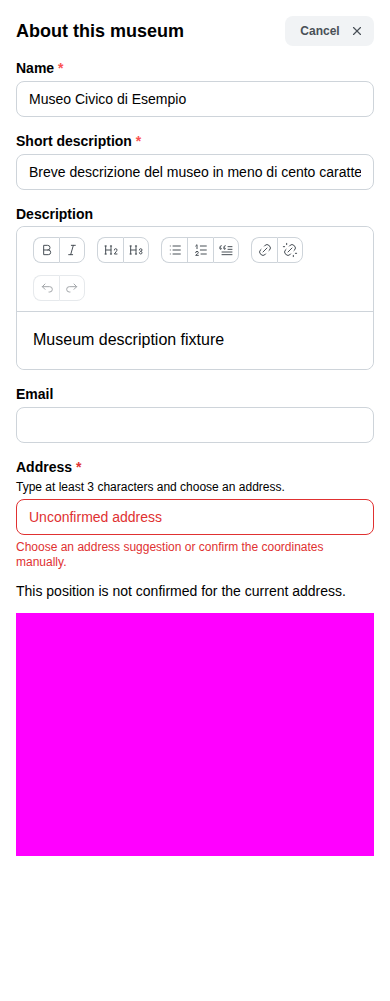 About this museum
Cancel
Name *
Museo Civico di Esempio
Short description *
Breve descrizione del museo in meno di cento caratte
Description
B I H2 H3
Museum description fixture
Email
Address *
Type at least 3 characters and choose an address.
Unconfirmed address
Choose an address suggestion or confirm the coordinates
manually.
This position is not confirmed for the current address.